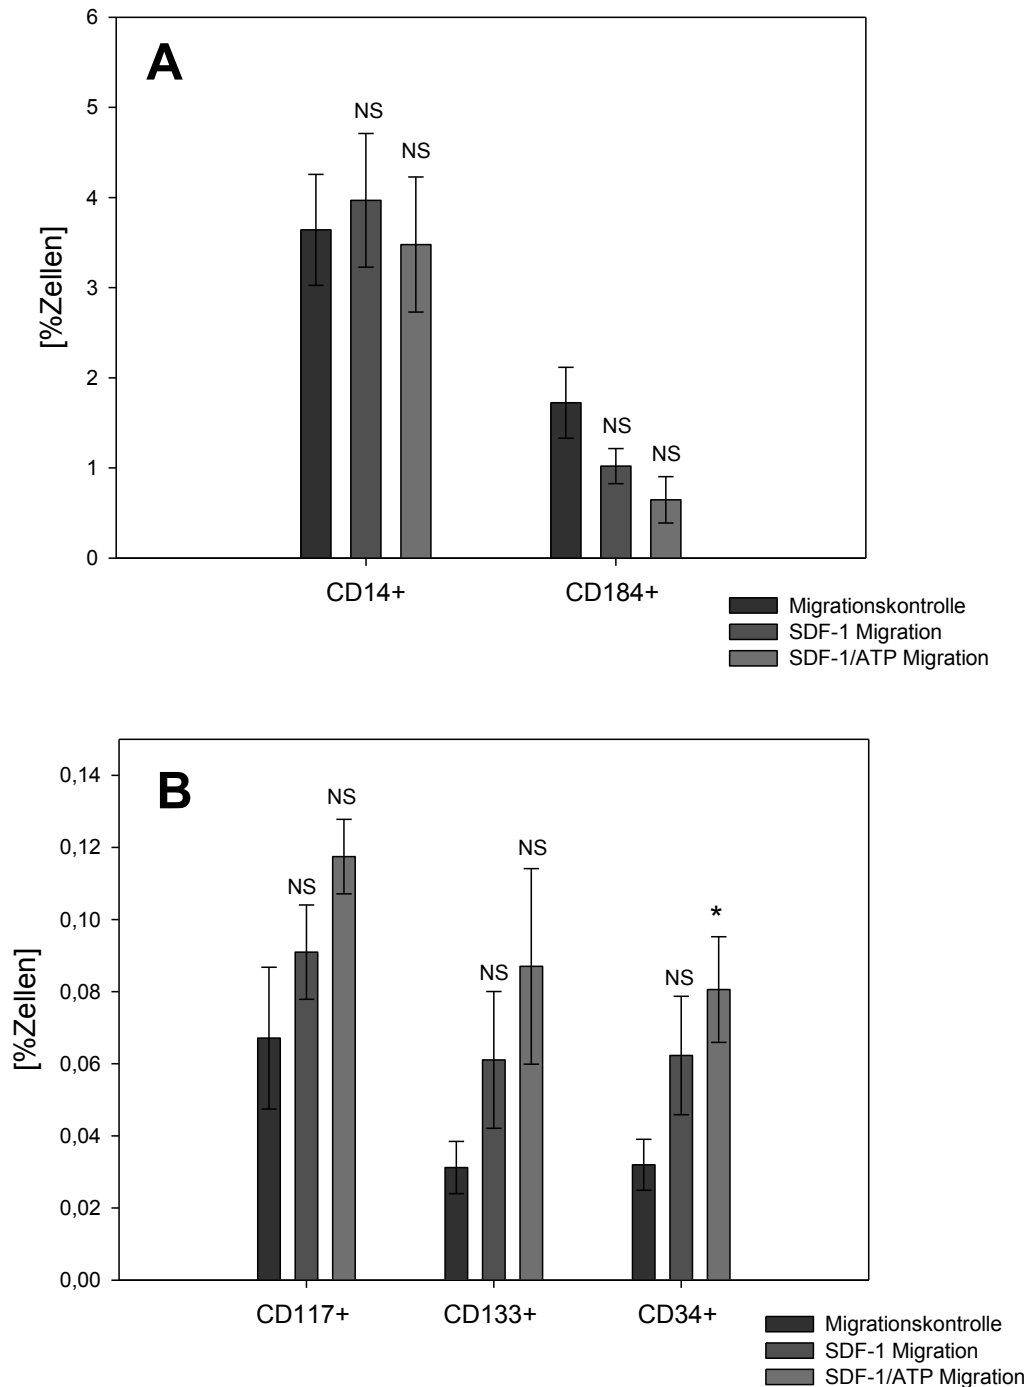 A
6
5
4
3
2
1
0
[%Zellen]
NS
NS
NS
NS
CD14+
CD184+
Migrationskontrolle
SDF-1 Migration
SDF-1/ATP Migration
B
0,14
0,12
0,10
0,08
0,06
0,04
0,02
0,00
[%Zellen]
NS
NS
NS
NS
NS
*
CD117+
CD133+
CD34+
Migrationskontrolle
SDF-1 Migration
SDF-1/ATP Migration